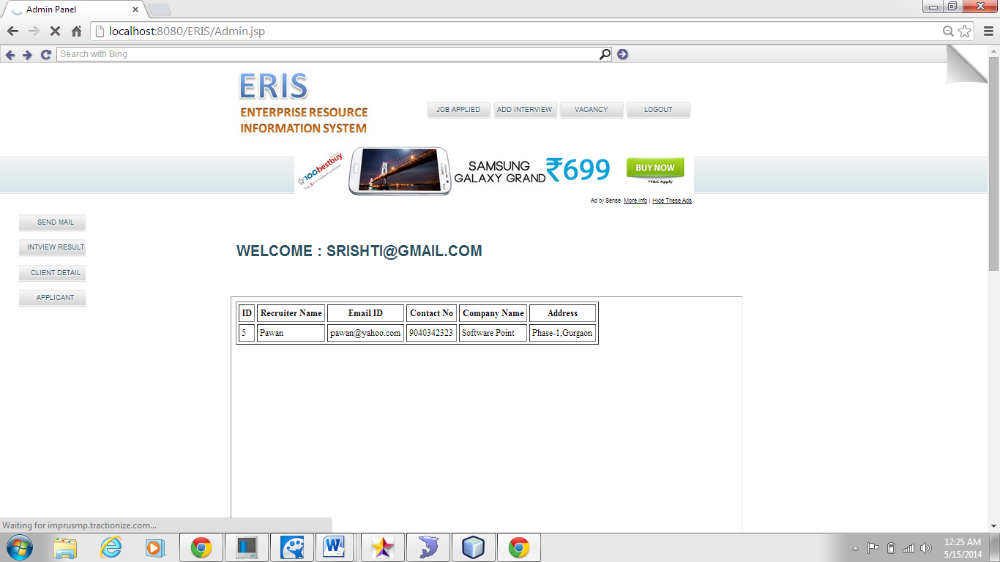 Admin Panel
localhost:8080/ERIS/Admin.jsp
Search with Bing
ERIS
ENTERPRISE RESOURCE
INFORMATION SYSTEM
JOB APPLIED ADD INTERVIEW VACANCY LOGOUT
100bestbuy
SAMSUNG
GALAXY GRAND
₹699
BUY NOW
*T&C Apply
Ad by Sense. More Info | Hide These Ads
SEND MAIL
INTVIEW RESULT
CLIENT DETAIL
APPLICANT
WELCOME : SRISHTI@GMAIL.COM
ID Recruiter Name Email ID Contact No Company Name Address
5 Pawan pawan@yahoo.com 9040342323 Software Point Phase-1,Gurgaon
Waiting for imprusmp.tractionize.com...
12:25 AM
5/15/2014